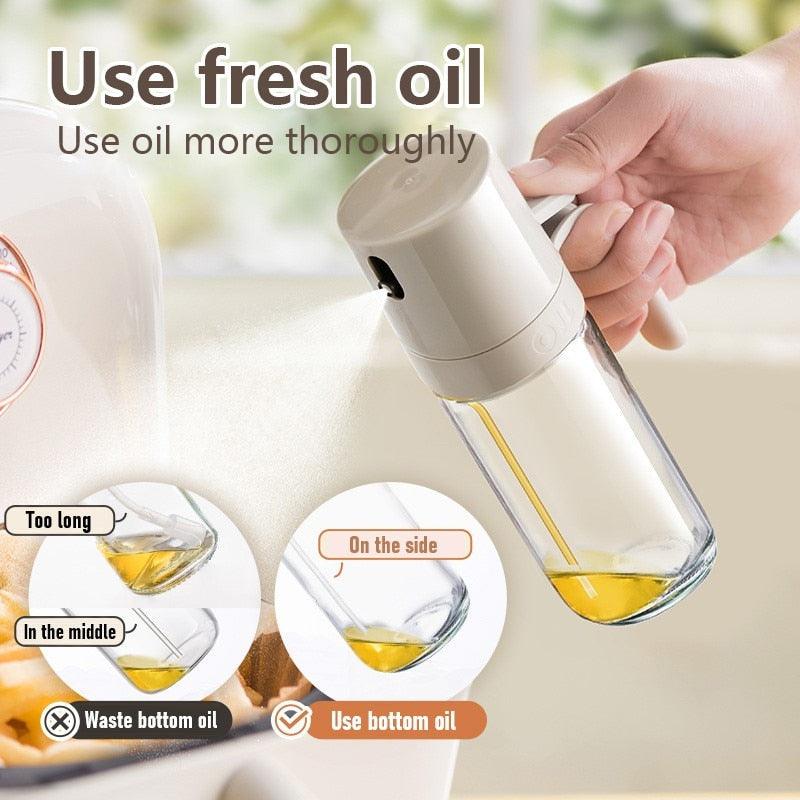 Use fresh oil
Use oil more thoroughly
OIL
Too long
On the side
In the middle
Waste bottom oil
Use bottom oil